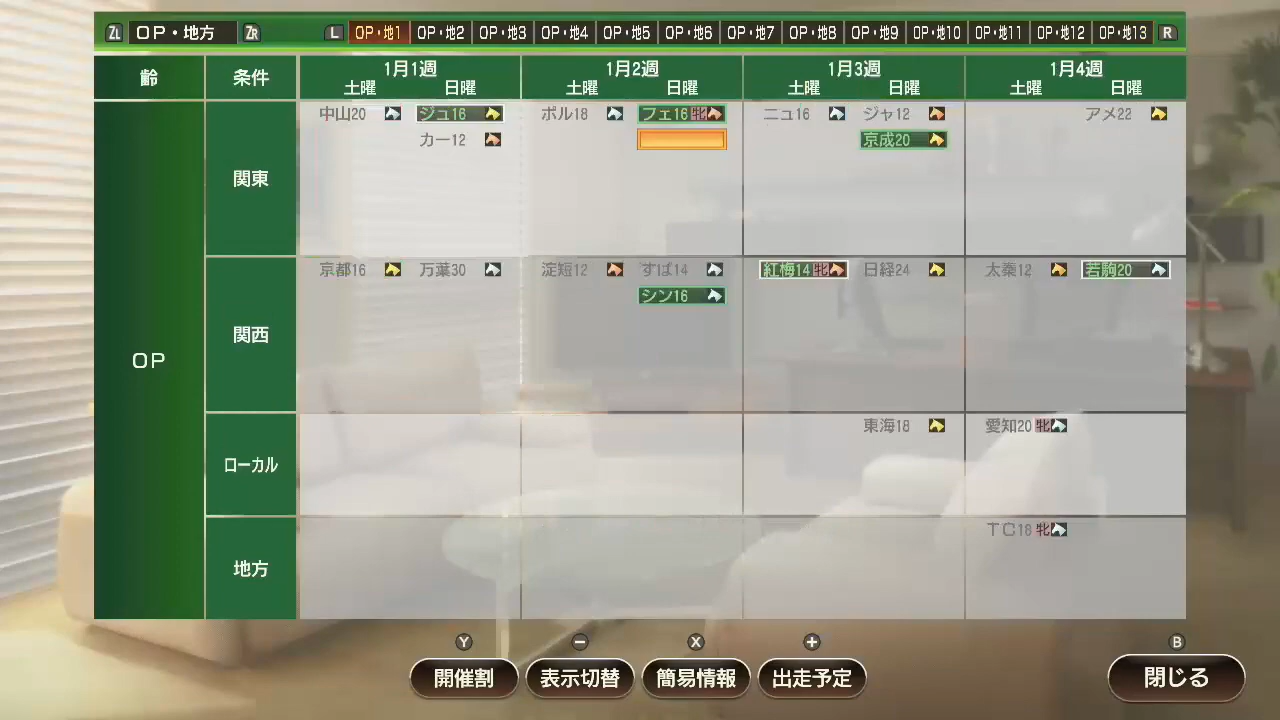 ZL OP・地方 ZR L OP・地1 OP・地2 OP・地3 OP・地4 OP・地5 OP・地6 OP・地7 OP・地8 OP・地9 OP・地10 OP・地11 OP・地12 OP・地13 R
齢 条件 1月1週 1月2週 1月3週 1月4週
土曜 日曜 土曜 日曜 土曜 日曜 土曜 日曜
中山20 ジュ16 ポル18 フェ16牝 ニュ16 ジャ12 アメ22
カー12 京成20
関東
京都16 万葉30 淀短12 すば14 紅梅14牝 日経24 太秦12 若駒20
シン16
関西
OP
東海18 愛知20牝
ローカル
TC18牝
地方
Y − X + B
開催割 表示切替 簡易情報 出走予定 閉じる